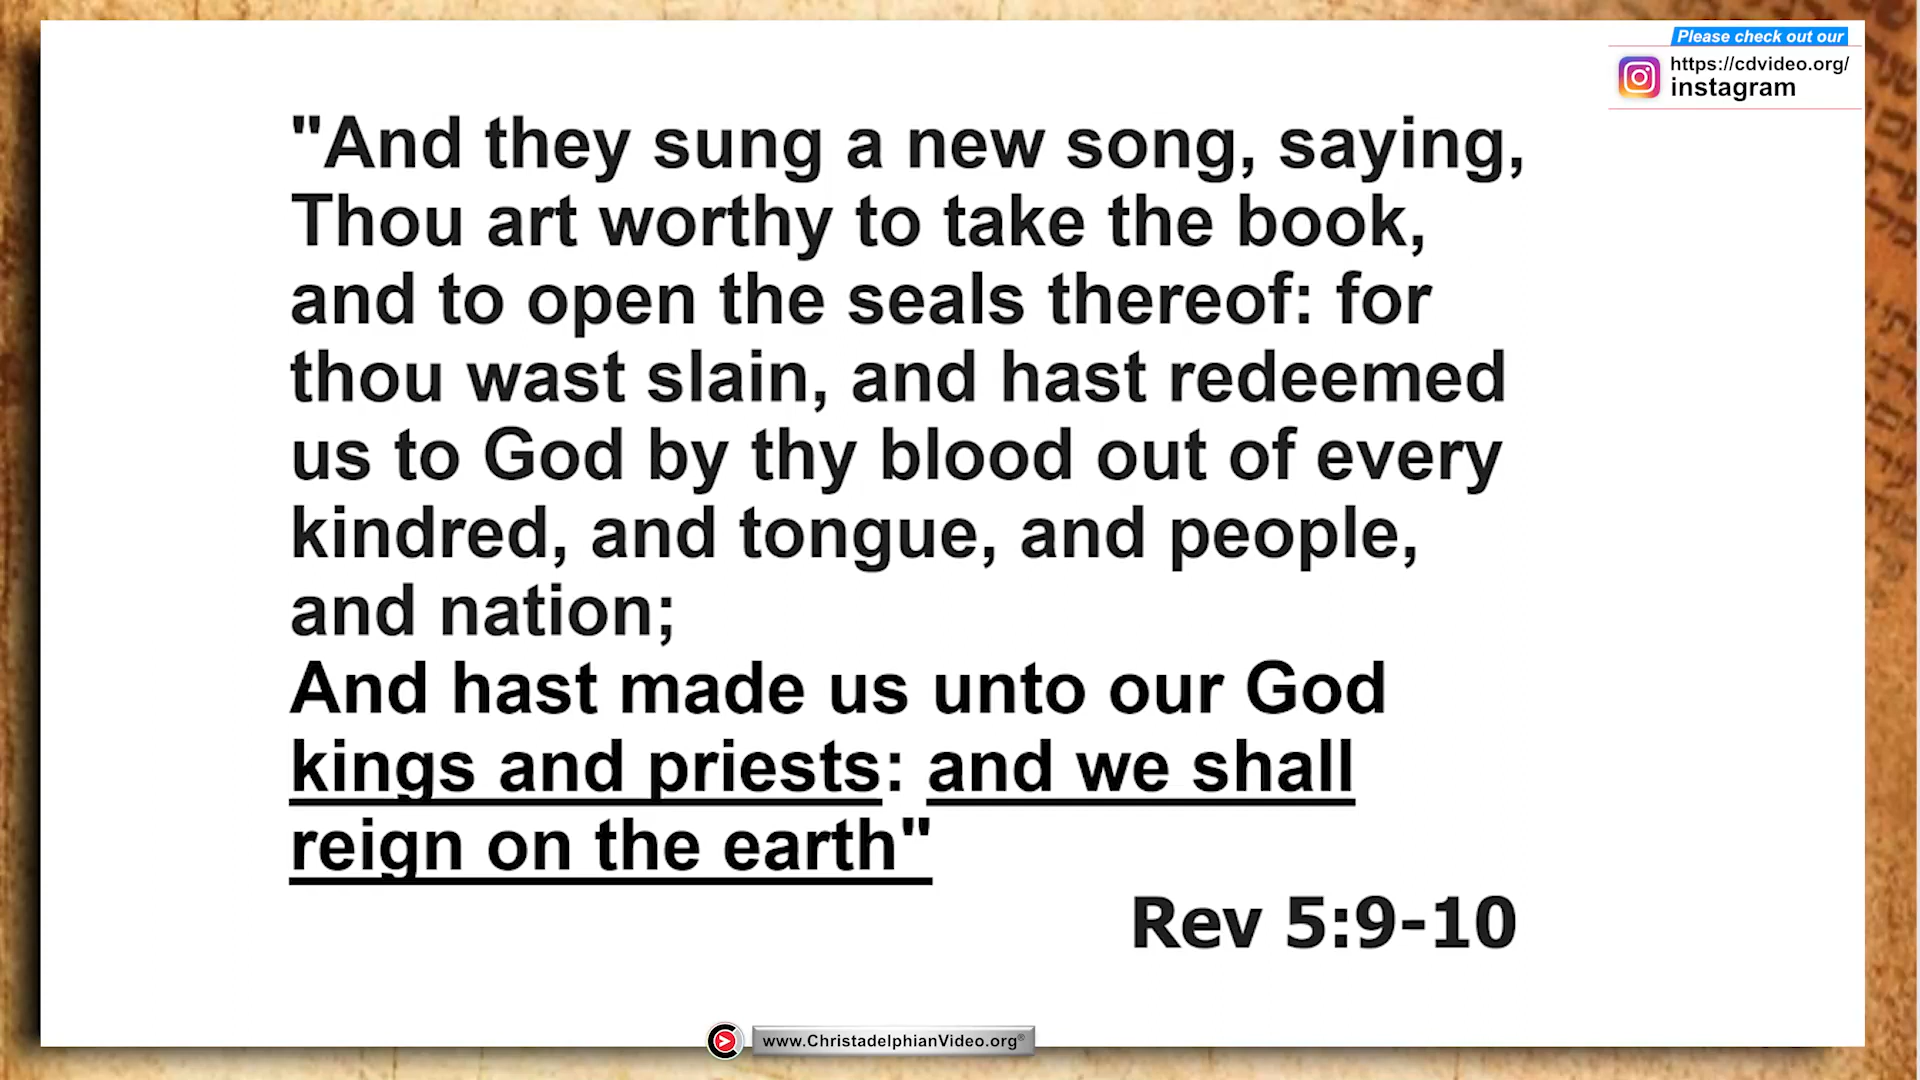 Please check out our
https://cdvideo.org/
instagram
"And they sung a new song, saying,
Thou art worthy to take the book,
and to open the seals thereof: for
thou wast slain, and hast redeemed
us to God by thy blood out of every
kindred, and tongue, and people,
and nation;
And hast made us unto our God
kings and priests: and we shall
reign on the earth"
Rev 5:9-10
www.ChristadelphianVideo.org®